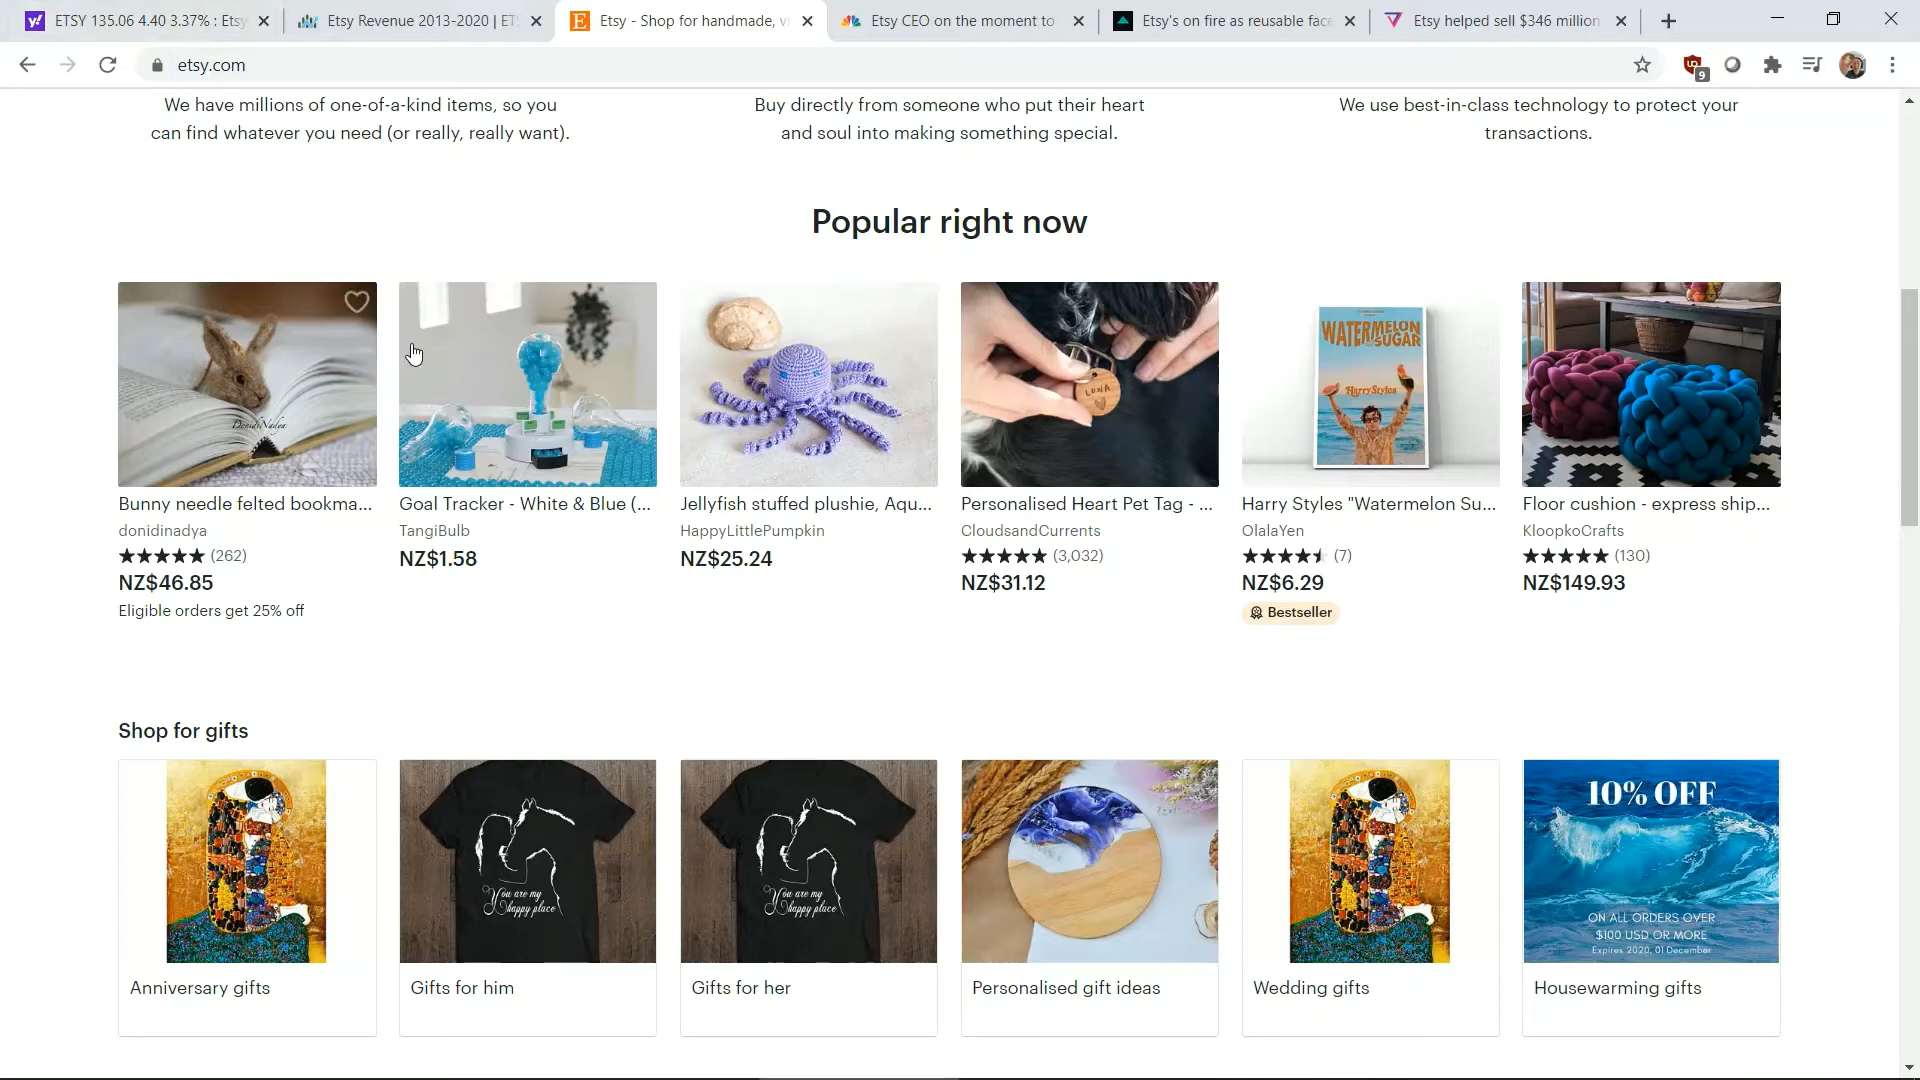 ETSY 135.06 4.40 3.37% : Ets
Etsy Revenue 2013-2020 | ET
Etsy - Shop for handmade, vi
Etsy CEO on the moment to
Etsy's on fire as reusable face
Etsy helped sell $346 million
etsy.com
9
We have millions of one-of-a-kind items, so you
can find whatever you need (or really, really want).
Buy directly from someone who put their heart
and soul into making something special.
We use best-in-class technology to protect your
transactions.
Popular right now
DonidiNadya
LUNA
WATERMELON
SUGAR
Harry Styles
Bunny needle felted bookma...
donidinadya
(262)
NZ$46.85
Eligible orders get 25% off
Goal Tracker - White & Blue (...
TangiBulb
NZ$1.58
Jellyfish stuffed plushie, Aqu...
HappyLittlePumpkin
NZ$25.24
Personalised Heart Pet Tag - ...
CloudsandCurrents
(3,032)
NZ$31.12
Harry Styles "Watermelon Su...
OlalaYen
(7)
NZ$6.29
Bestseller
Floor cushion - express ship...
KloopkoCrafts
(130)
NZ$149.93
Shop for gifts
You are my
happy place
You are my
happy place
10% OFF
ON ALL ORDERS OVER
$100 USD OR MORE
Expires 2020, 01 December
Anniversary gifts
Gifts for him
Gifts for her
Personalised gift ideas
Wedding gifts
Housewarming gifts